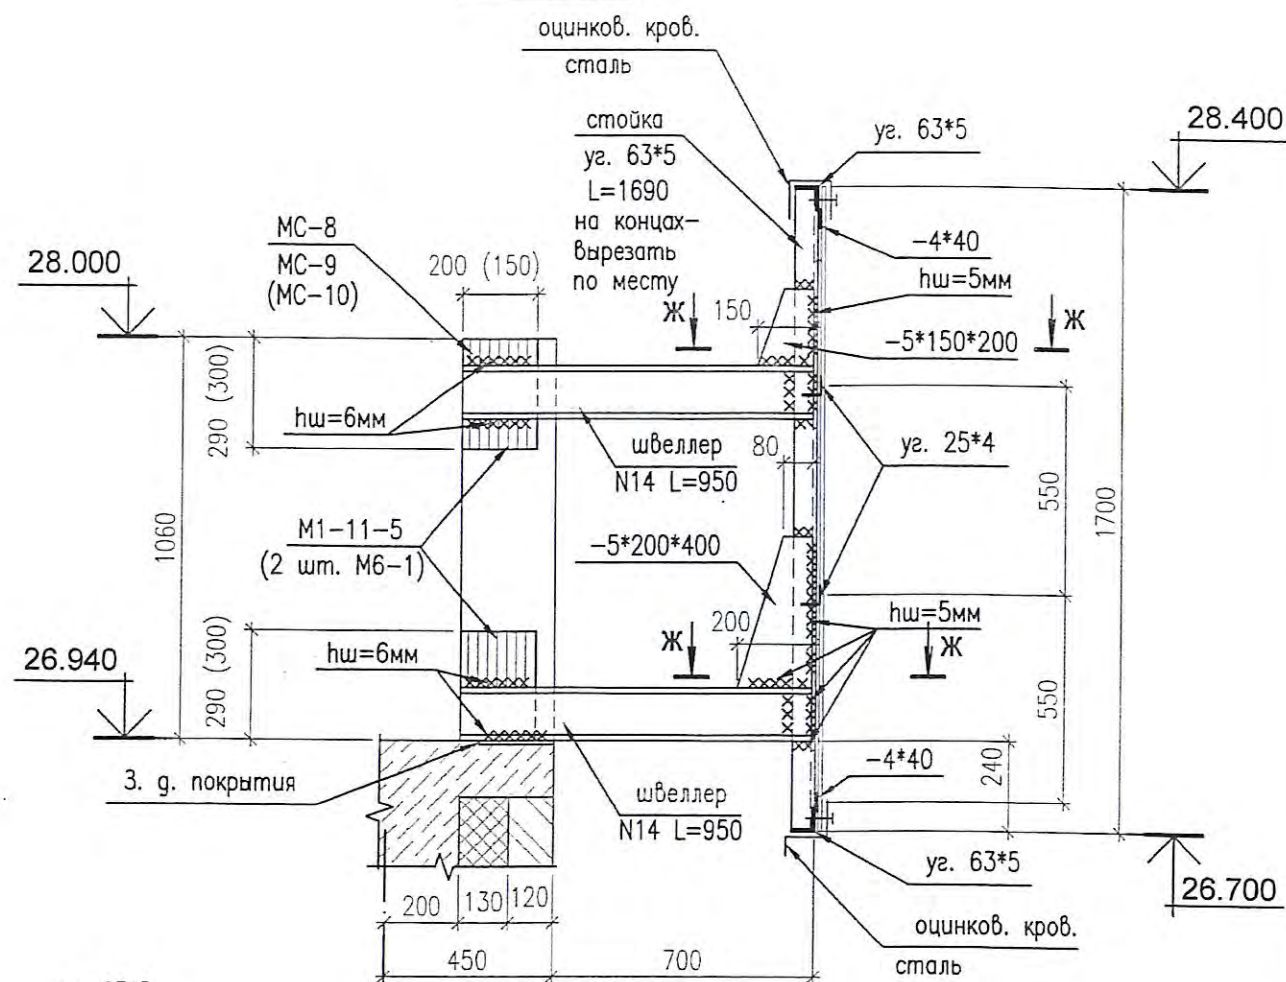 оцинков. кров.
сталь
стойка
уг. 63*5
L=1690
на концах-
вырезать
по месту
уг. 63*5
28.400
-4*40
hш=5мм
МС-8
МС-9
(МС-10)
200 (150)
28.000
Ж
150
Ж
-5*150*200
290 (300)
hш=6мм
швеллер
N14 L=950
80
уг. 25*4
550
1700
1060
М1-11-5
(2 шт. М6-1)
-5*200*400
hш=5мм
200
Ж
Ж
290 (300)
26.940
hш=6мм
550
240
З. д. покрытия
швеллер
N14 L=950
-4*40
уг. 63*5
26.700
200
130
120
оцинков. кров.
сталь
450
700